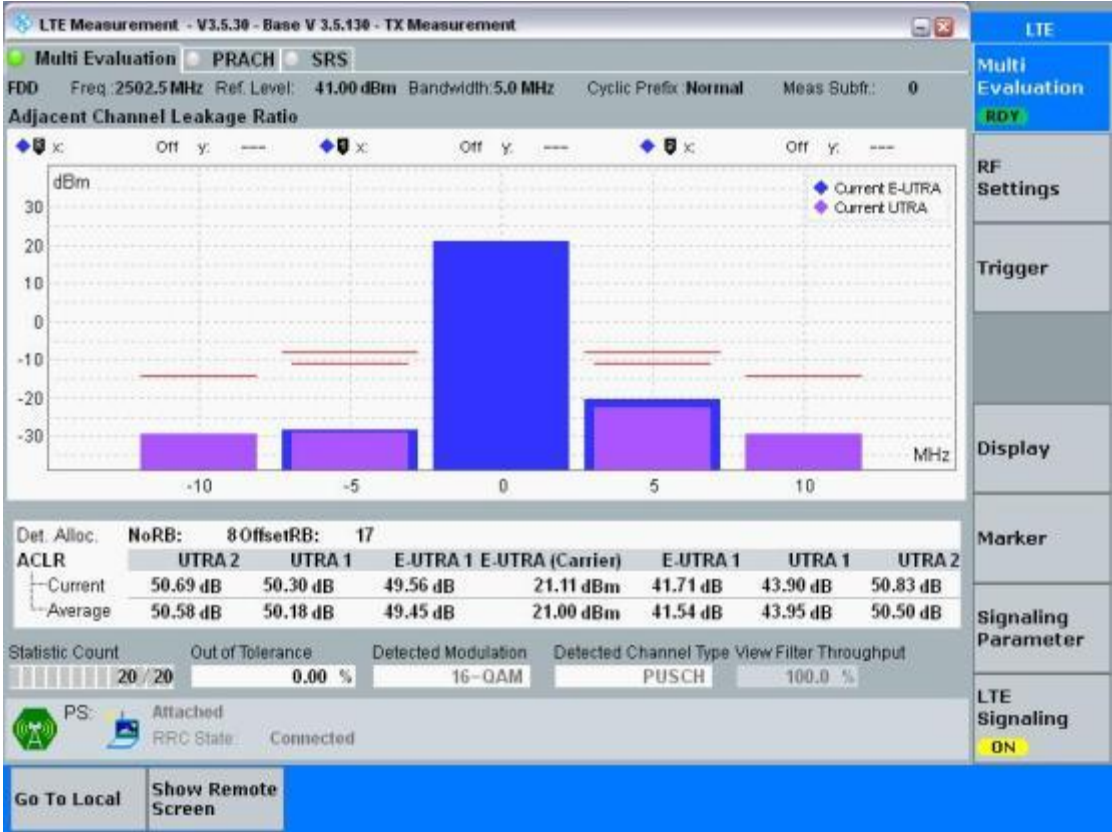 LTE Measurement - V3.5.30 - Base V 3.5.130 - TX Measurement
LTE
Multi Evaluation PRACH SRS
Multi Evaluation
RDY
FDD Freq.:2502.5 MHz Ref. Level: 41.00 dBm Bandwidth:5.0 MHz Cyclic Prefix :Normal Meas Subfr.: 0
Adjacent Channel Leakage Ratio
x: Off y: --- x: Off y: --- x: Off y: ---
dBm
Current E-UTRA
Current UTRA
30
20
10
0
-10
-20
-30
MHz
-10 -5 0 5 10
RF Settings
Trigger
Display
Marker
Signaling Parameter
LTE Signaling
ON
Det. Alloc. NoRB: 8 OffsetRB: 17
ACLR UTRA 2 UTRA 1 E-UTRA 1 E-UTRA (Carrier) E-UTRA 1 UTRA 1 UTRA 2
Current 50.69 dB 50.30 dB 49.56 dB 21.11 dBm 41.71 dB 43.90 dB 50.83 dB
Average 50.58 dB 50.18 dB 49.45 dB 21.00 dBm 41.54 dB 43.95 dB 50.50 dB
Statistic Count Out of Tolerance Detected Modulation Detected Channel Type View Filter Throughput
20 / 20 0.00 % 16-QAM PUSCH 100.0 %
PS: Attached
RRC State: Connected
Go To Local Show Remote Screen